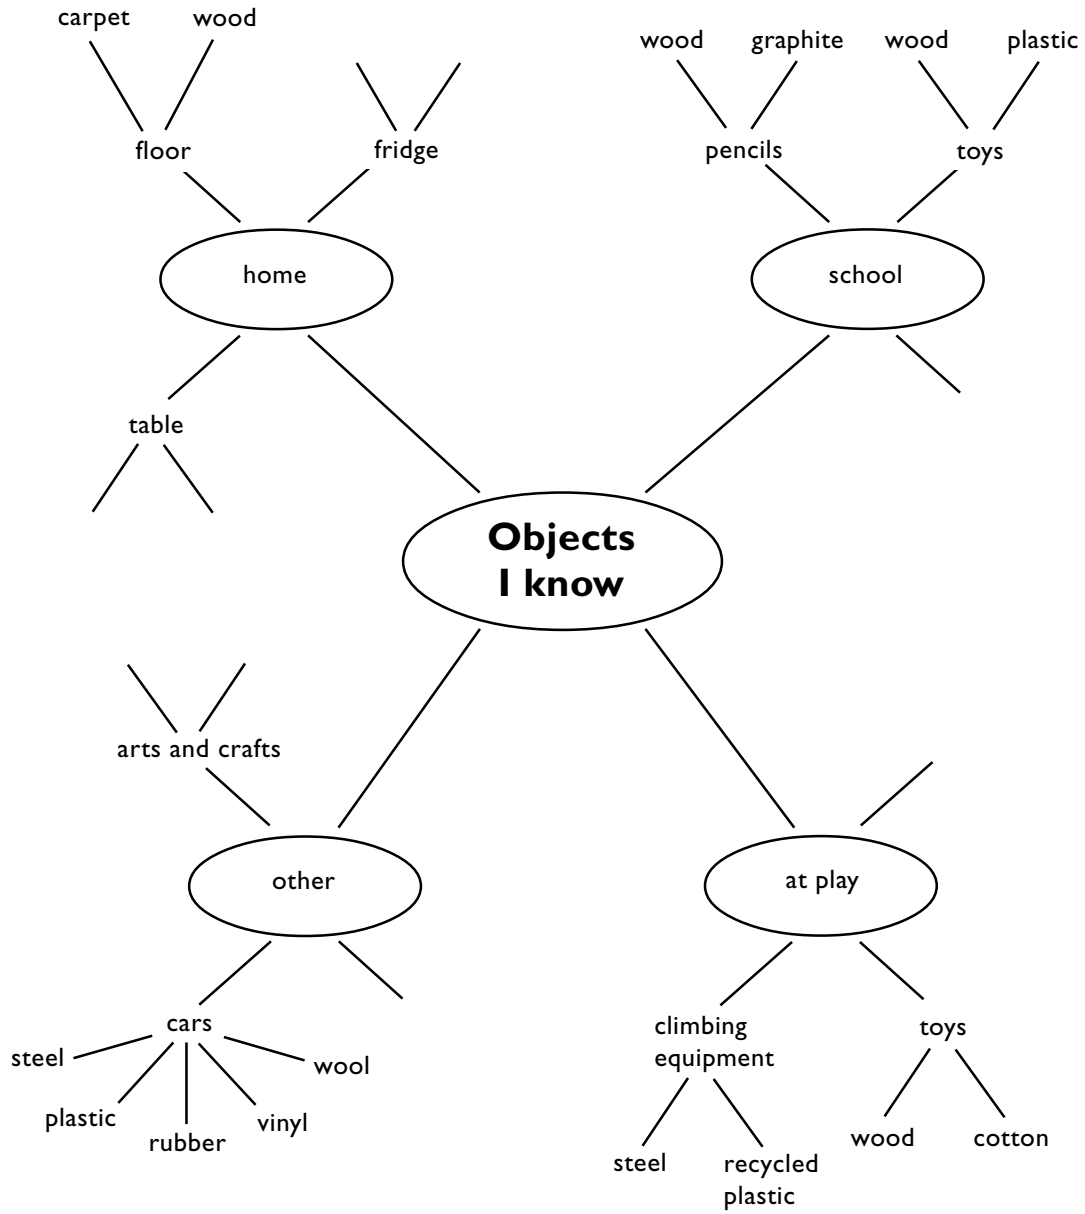 carpet
wood
wood
graphite
wood
plastic
floor
fridge
pencils
toys
home
school
table
Objects
I know
arts and crafts
other
at play
cars
climbing
equipment
toys
steel
wool
plastic
rubber
vinyl
wood
cotton
steel
recycled
plastic